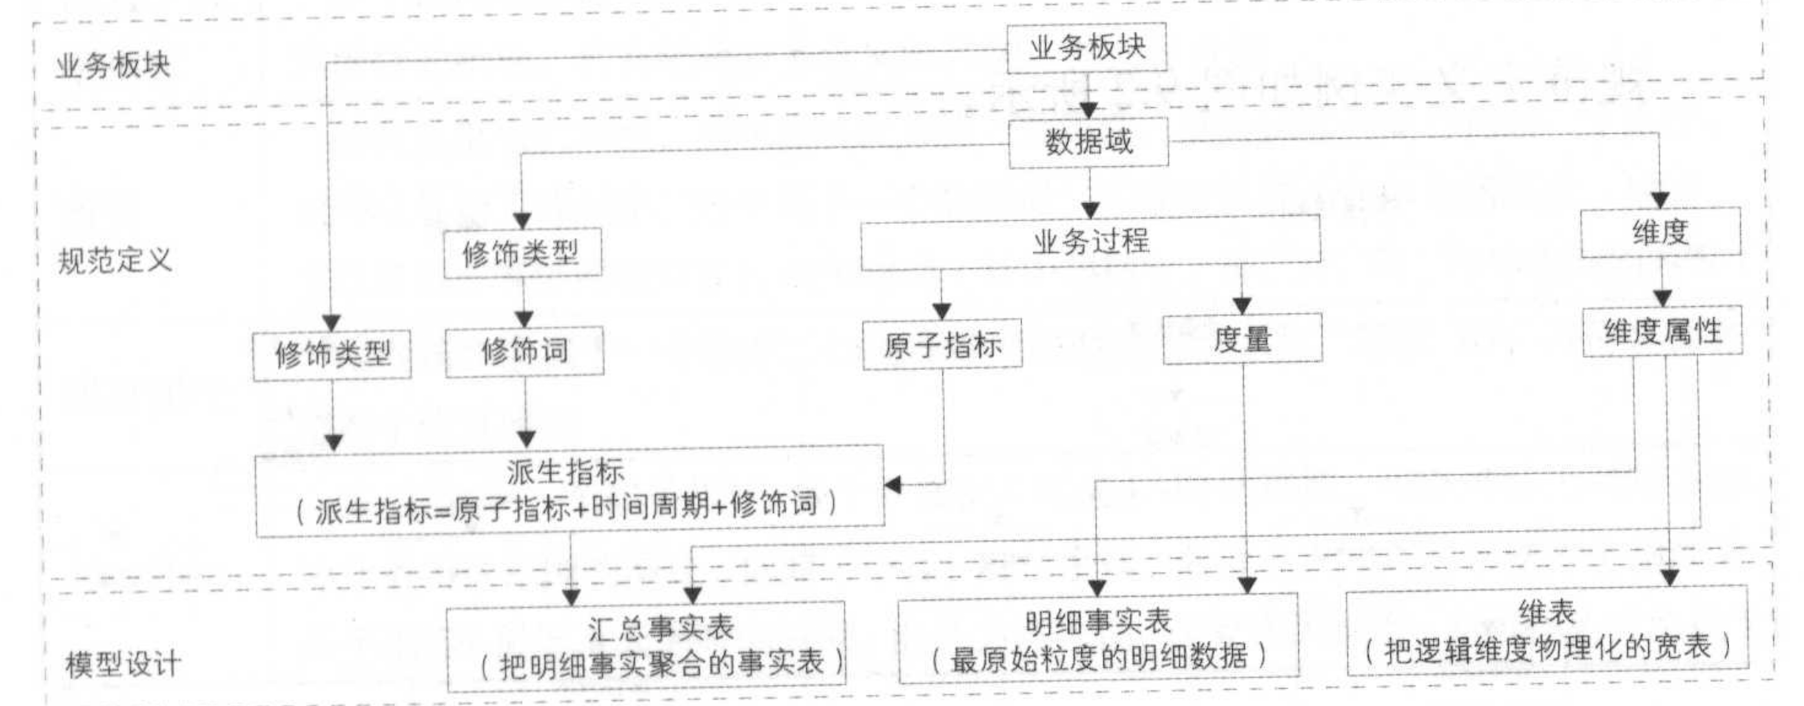 业务板块
业务板块
数据域
规范定义
修饰类型
业务过程
维度
修饰类型
修饰词
原子指标
度量
维度属性
派生指标
（派生指标=原子指标+时间周期+修饰词）
模型设计
汇总事实表
（把明细事实聚合的事实表）
明细事实表
（最原始粒度的明细数据）
维表
（把逻辑维度物理化的宽表）